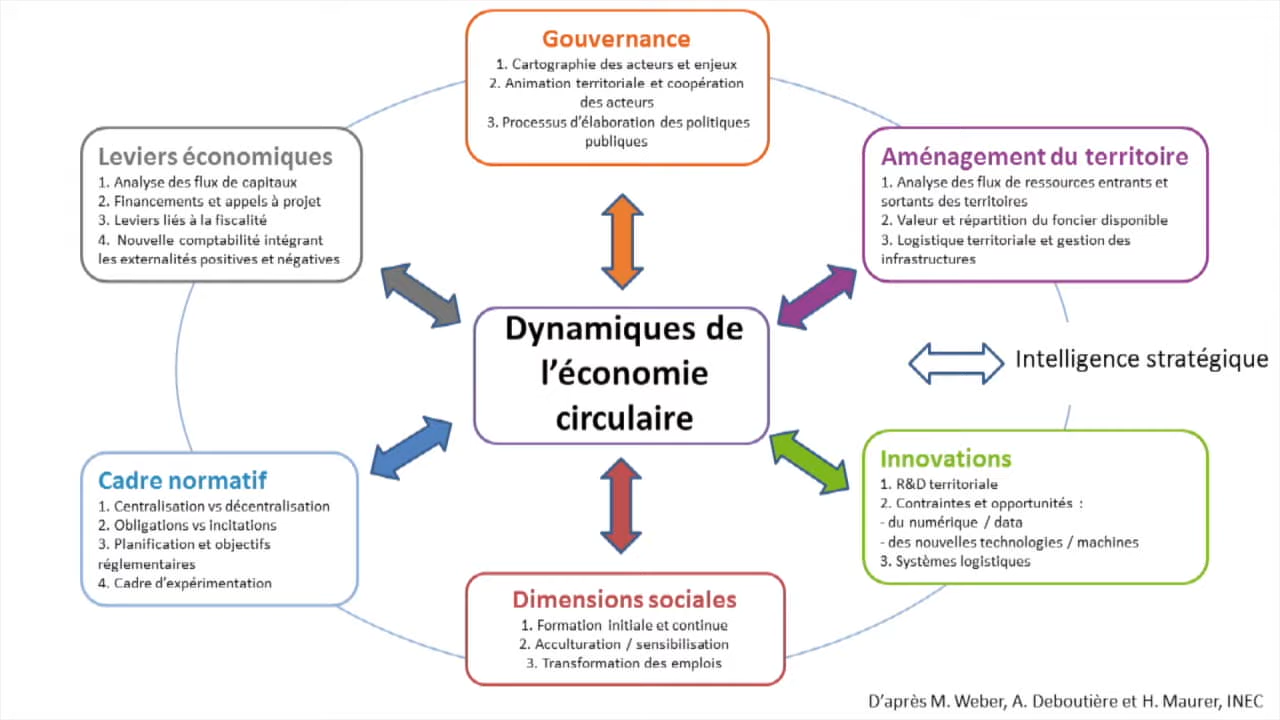 Gouvernance
1. Cartographie des acteurs et enjeux
2. Animation territoriale et coopération
des acteurs
3. Processus d'élaboration des politiques
publiques
Leviers économiques
1. Analyse des flux de capitaux
2. Financements et appels à projet
3. Leviers liés à la fiscalité
4. Nouvelle comptabilité intégrant
les externalités positives et négatives
Aménagement du territoire
1. Analyse des flux de ressources entrants et
sortants des territoires
2. Valeur et répartition du foncier disponible
3. Logistique territoriale et gestion des
infrastructures
Dynamiques de
l'économie
circulaire
Intelligence stratégique
Cadre normatif
1. Centralisation vs décentralisation
2. Obligations vs incitations
3. Planification et objectifs
réglementaires
4. Cadre d'expérimentation
Innovations
1. R&D territoriale
2. Contraintes et opportunités :
- du numérique / data
- des nouvelles technologies / machines
3. Systèmes logistiques
Dimensions sociales
1. Formation initiale et continue
2. Acculturation / sensibilisation
3. Transformation des emplois
D'après M. Weber, A. Deboutière et H. Maurer, INEC